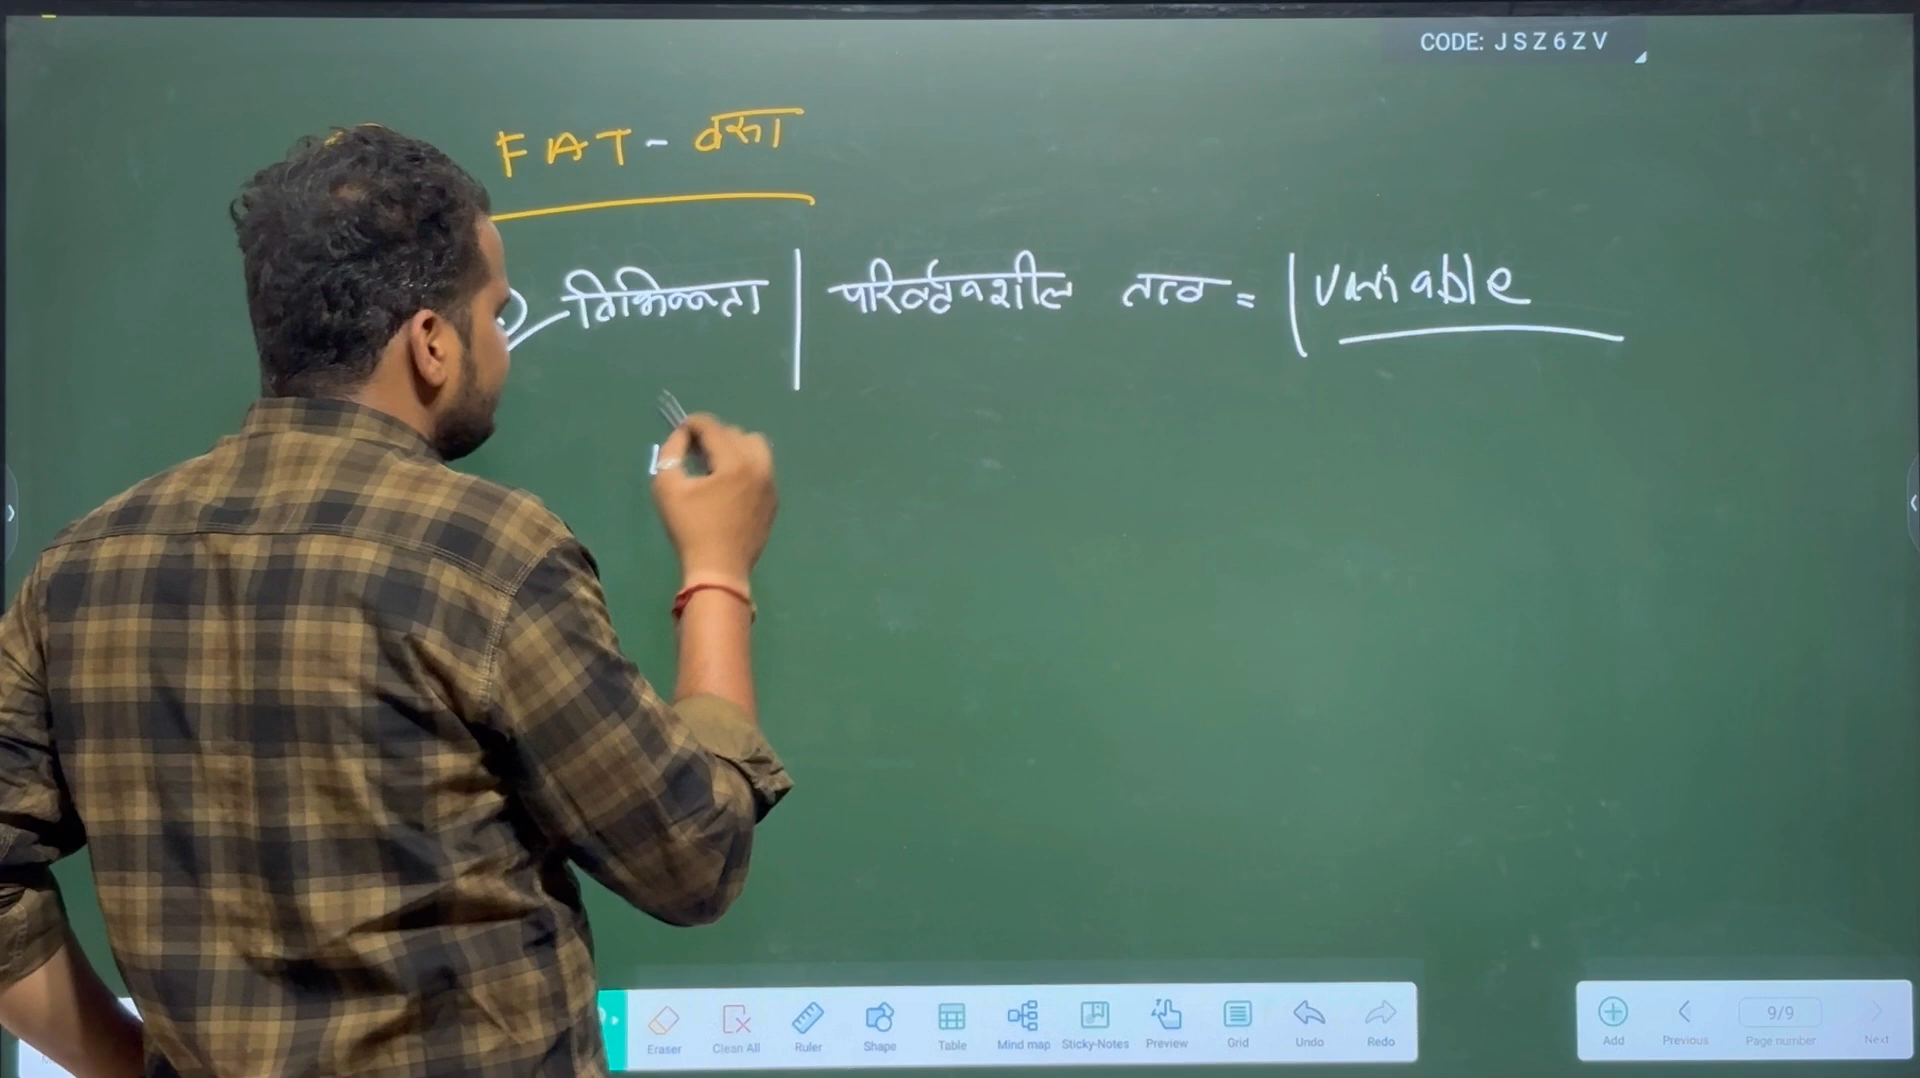 CODE: JSZ6ZV
FAT - वसा
विभिन्नता | परिवर्तनशील तत्व = | Variable
Eraser Clean All Ruler Shape Table Mind map Sticky-Notes Preview Grid Undo Redo
Add Previous 9/9 Page number Next